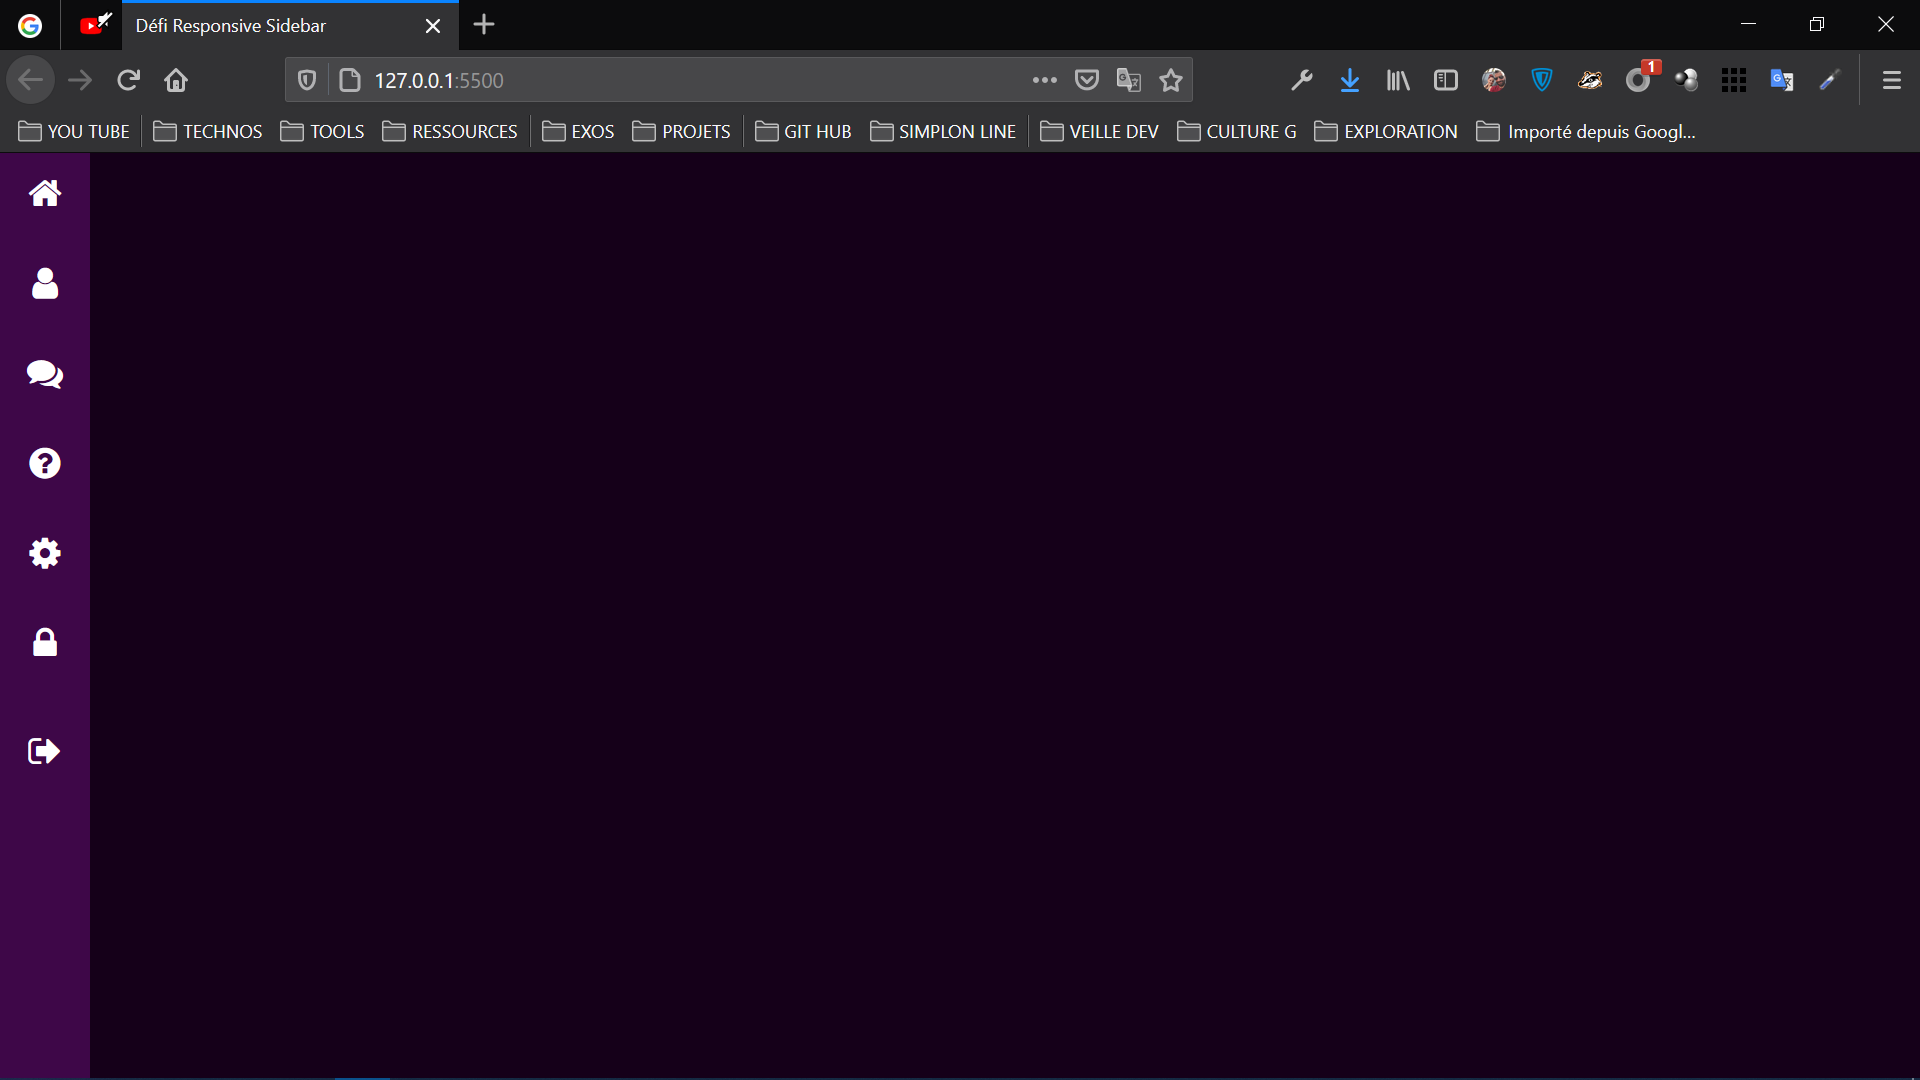 Défi Responsive Sidebar
127.0.0.1:5500
1
YOU TUBE TECHNOS TOOLS RESSOURCES EXOS PROJETS GIT HUB SIMPLON LINE VEILLE DEV CULTURE G EXPLORATION Importé depuis Googl...